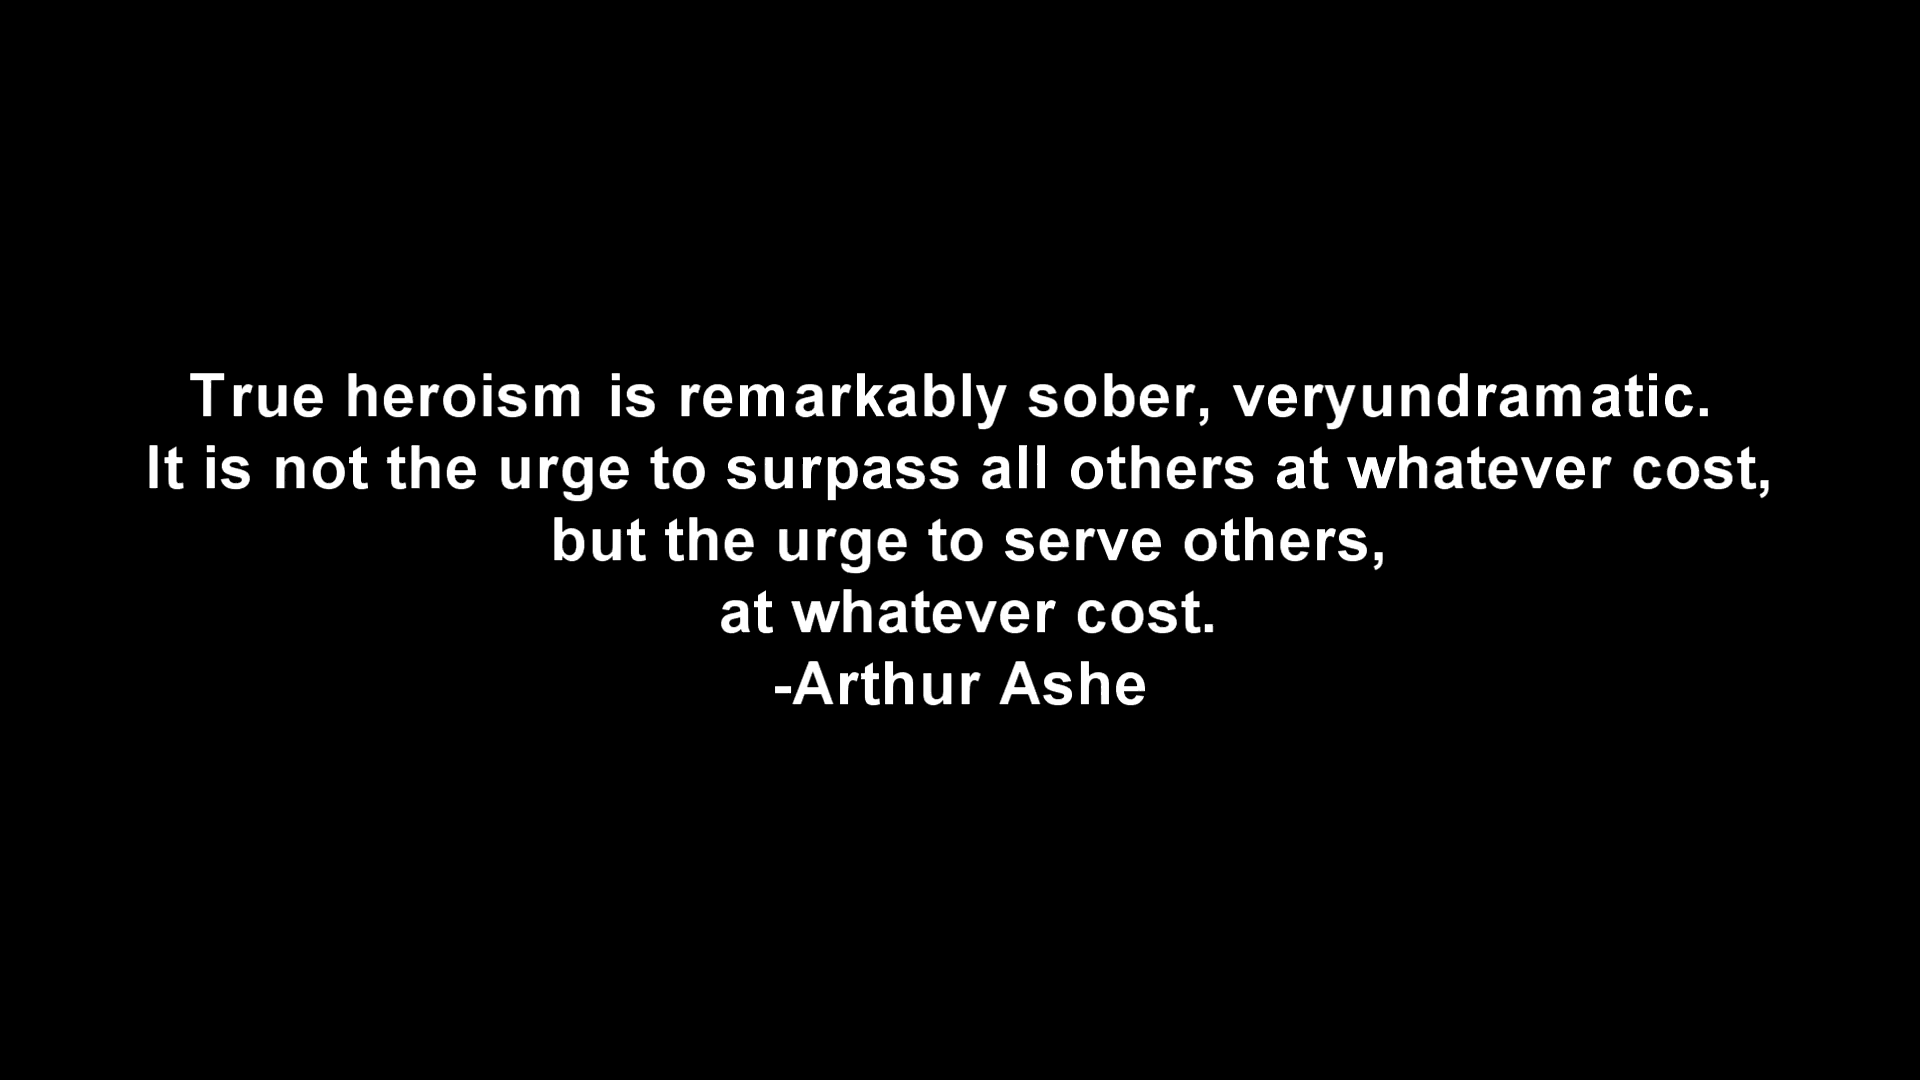 True heroism is remarkably sober, veryundramatic.
It is not the urge to surpass all others at whatever cost,
but the urge to serve others,
at whatever cost.
-Arthur Ashe